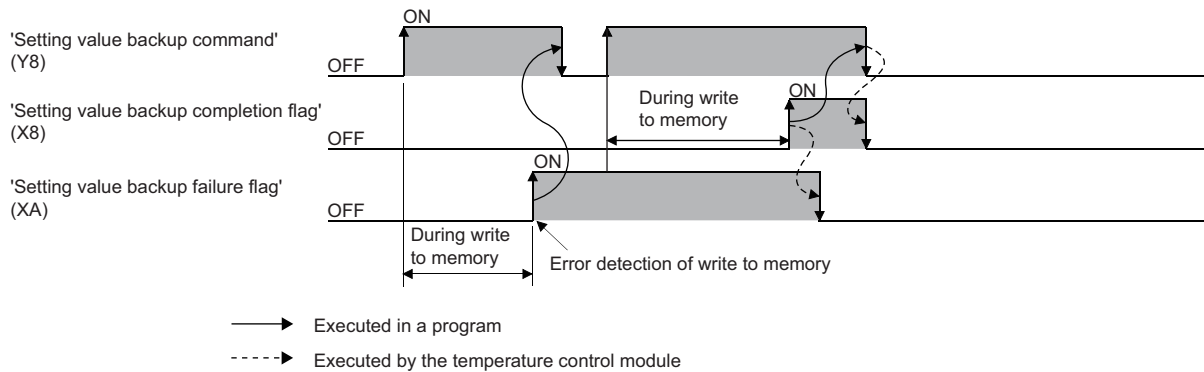 ON
'Setting value backup command'
(Y8)
OFF
During write
to memory
ON
'Setting value backup completion flag'
(X8)
OFF
ON
'Setting value backup failure flag'
(XA)
OFF
During write
to memory
Error detection of write to memory
Executed in a program
Executed by the temperature control module